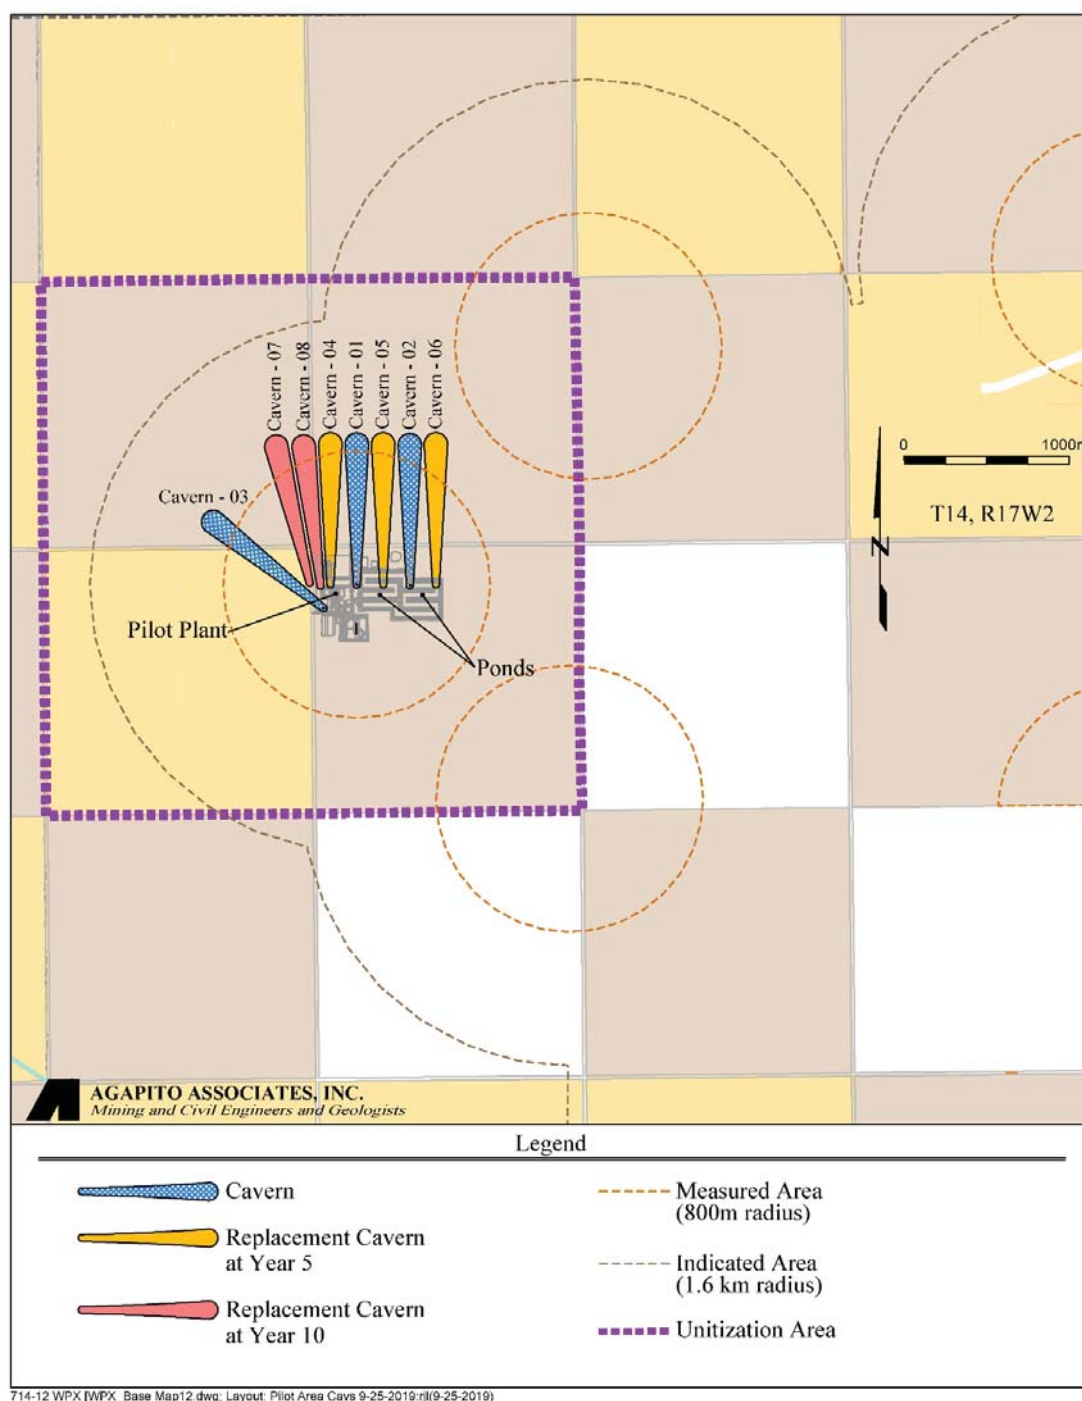 Cavern - 07
Cavern - 08
Cavern - 04
Cavern - 01
Cavern - 05
Cavern - 02
Cavern - 06
Cavern - 03
0 1000m
T14, R17W2
N
Pilot Plant
Ponds
AGAPITO ASSOCIATES, INC.
Mining and Civil Engineers and Geologists
Legend
Cavern
Replacement Cavern
at Year 5
Replacement Cavern
at Year 10
Measured Area
(800m radius)
Indicated Area
(1.6 km radius)
Unitization Area
714-12 WPX [WPX_Base Map12.dwg; Layout: Pilot Area Cavs 9-25-2019:rjl(9-25-2019)